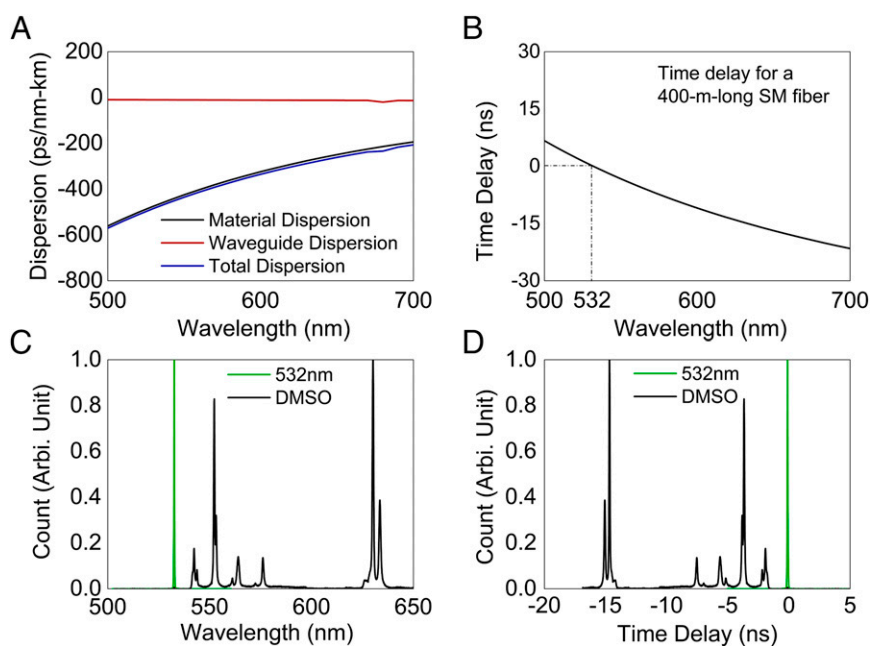 A
200
0
-200
-400
-600
-800
Dispersion (ps/nm-km)
Material Dispersion
Waveguide Dispersion
Total Dispersion
500
600
700
Wavelength (nm)
B
30
15
0
-15
-30
Time Delay (ns)
Time delay for a
400-m-long SM fiber
500
532
600
700
Wavelength (nm)
C
1.0
0.8
0.6
0.4
0.2
0.0
Count (Arbi. Unit)
532nm
DMSO
500
550
600
650
Wavelength (nm)
D
1.0
0.8
0.6
0.4
0.2
0.0
Count (Arbi. Unit)
532nm
DMSO
-20
-15
-10
-5
0
5
Time Delay (ns)